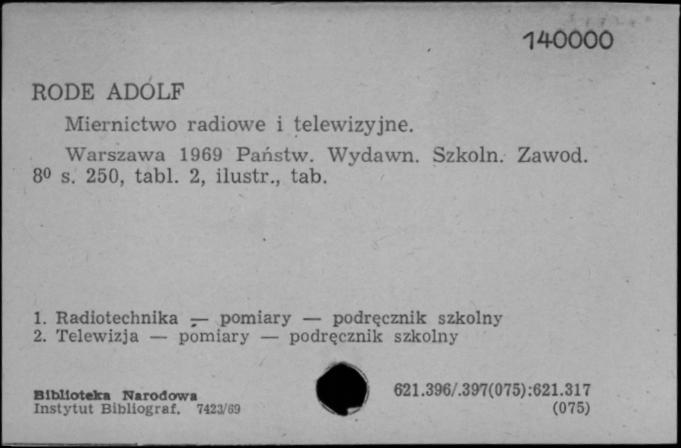 140000
RODE ADOLF
Miernictwo radiowe i telewizyjne.
Warszawa 1969 Państw. Wydawn. Szkoln. Zawod.
8⁰ s. 250, tabl. 2, ilustr., tab.
1. Radiotechnika — pomiary — podręcznik szkolny
2. Telewizja — pomiary — podręcznik szkolny
Biblioteka Narodowa
Instytut Bibliograf. 7423/69
621.396/.397(075):621.317
(075)